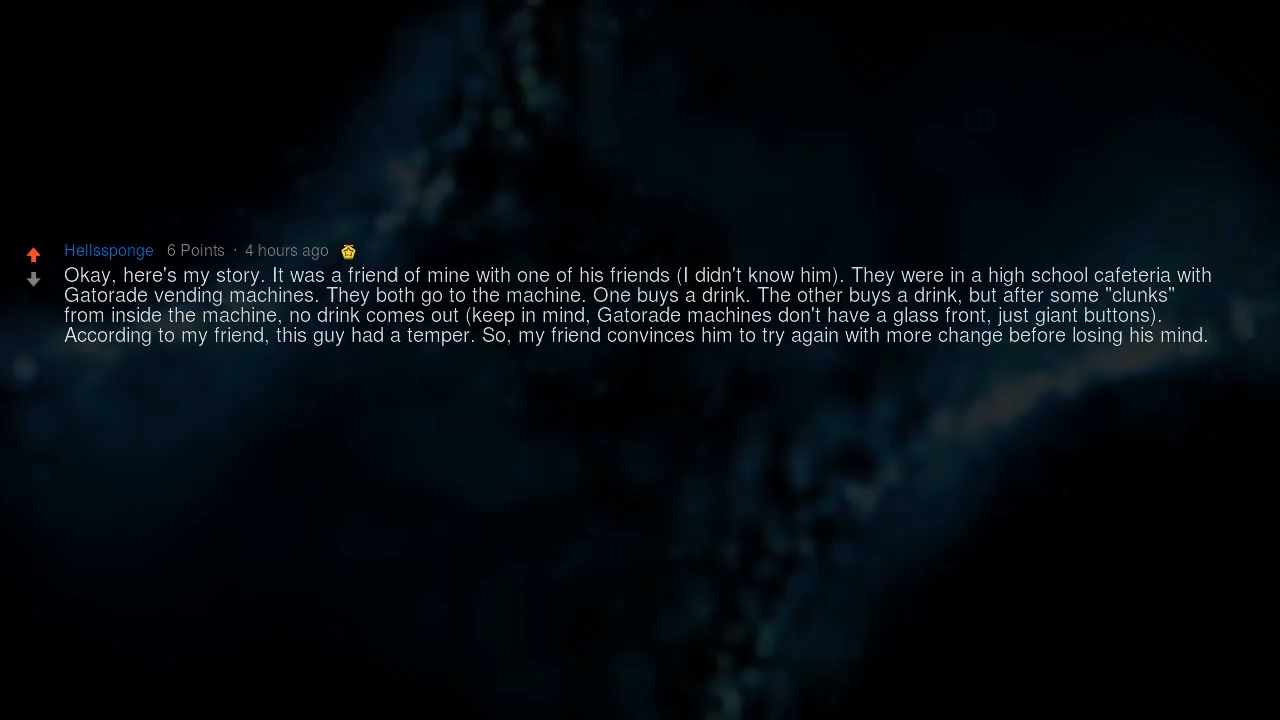 Hellssponge 6 Points · 4 hours ago
Okay, here's my story. It was a friend of mine with one of his friends (I didn't know him). They were in a high school cafeteria with
Gatorade vending machines. They both go to the machine. One buys a drink. The other buys a drink, but after some "clunks"
from inside the machine, no drink comes out (keep in mind, Gatorade machines don't have a glass front, just giant buttons).
According to my friend, this guy had a temper. So, my friend convinces him to try again with more change before losing his mind.